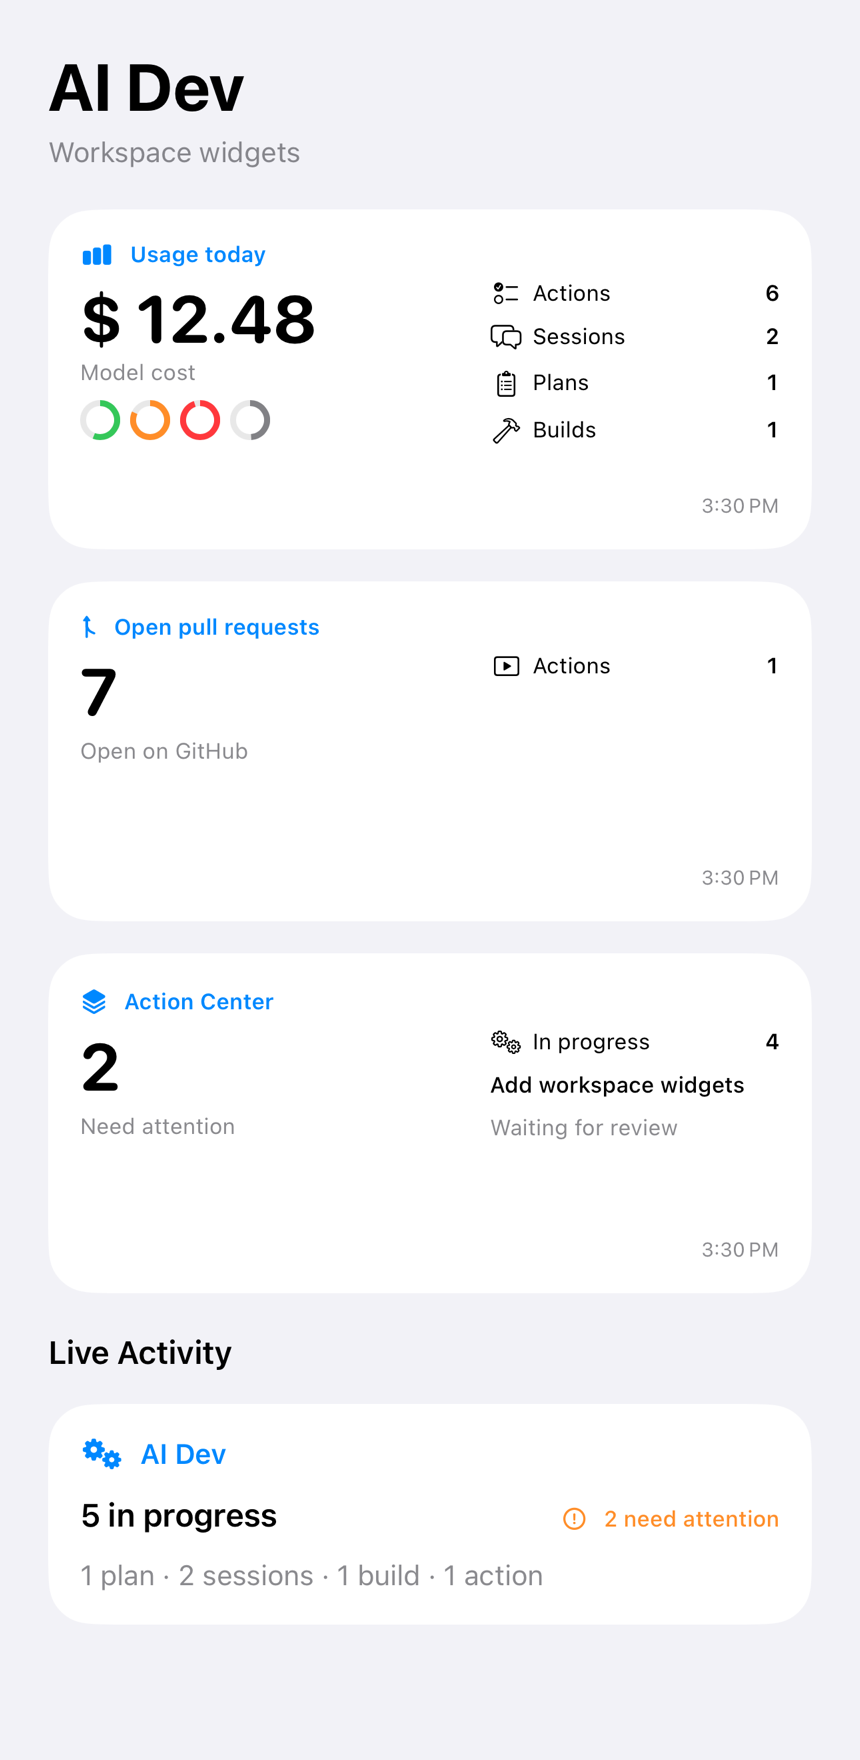 AI Dev
Workspace widgets
Usage today
$ 12.48
Model cost
Actions 6
Sessions 2
Plans 1
Builds 1
3:30 PM
Open pull requests
7
Open on GitHub
Actions 1
3:30 PM
Action Center
2
Need attention
In progress 4
Add workspace widgets
Waiting for review
3:30 PM
Live Activity
AI Dev
5 in progress
2 need attention
1 plan · 2 sessions · 1 build · 1 action